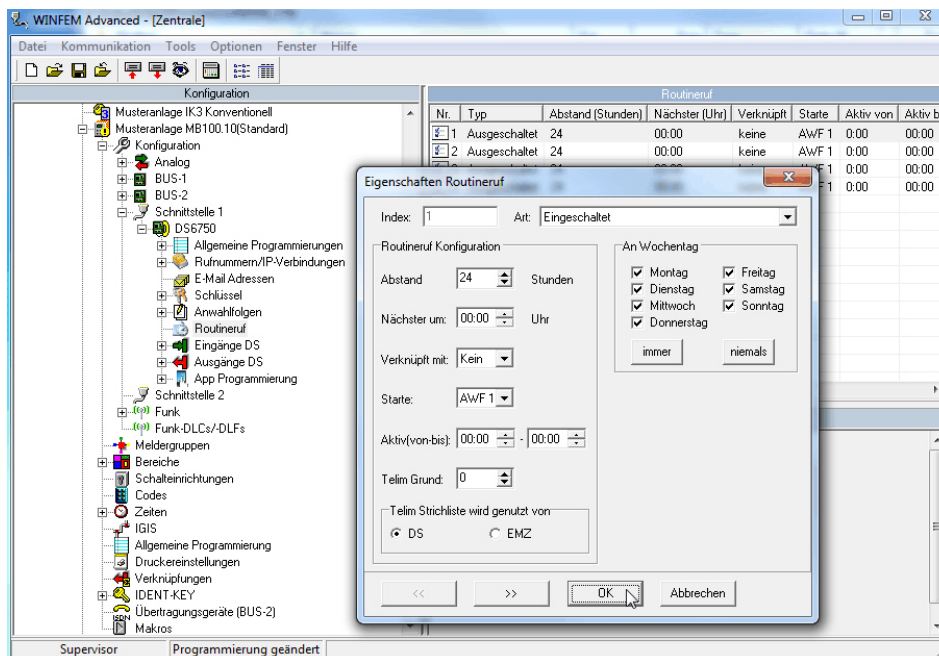 WINFEM Advanced - [Zentrale]
Datei Kommunikation Tools Optionen Fenster Hilfe
Konfiguration
Musteranlage IK3 Konventionell
Musteranlage MB100.10(Standard)
Konfiguration
Analog
BUS-1
BUS-2
Schnittstelle 1
DS6750
Allgemeine Programmierungen
Rufnummern/IP-Verbindungen
E-Mail Adressen
Schlüssel
Anwahlfolgen
Routineruf
Eingänge DS
Ausgänge DS
App Programmierung
Schnittstelle 2
Funk
Funk-DLCs/-DLFs
Meldergruppen
Bereiche
Schalteinrichtungen
Codes
Zeiten
IGIS
Allgemeine Programmierung
Druckereinstellungen
Verknüpfungen
IDENT-KEY
Übertragungsgeräte (BUS-2)
Makros
Routineruf
Nr. Typ Abstand (Stunden) Nächster (Uhr) Verknüpft Starte Aktiv von Aktiv b
1 Ausgeschaltet 24 00:00 keine AWF 1 0:00 00:00
2 Ausgeschaltet 24 00:00 keine AWF 1 0:00 00:00
AWF 1 0:00 00:00
AWF 1 0:00 00:00
Eigenschaften Routineruf
Index: 1 Art: Eingeschaltet
Routineruf Konfiguration
Abstand 24 Stunden
Nächster um: 00:00 Uhr
Verknüpft mit: Kein
Starte: AWF 1
Aktiv(von-bis): 00:00 - 00:00
Telim Grund: 0
Telim Strichliste wird genutzt von
DS EMZ
An Wochentag
Montag Freitag
Dienstag Samstag
Mittwoch Sonntag
Donnerstag
immer niemals
<< >> OK Abbrechen
Supervisor Programmierung geändert